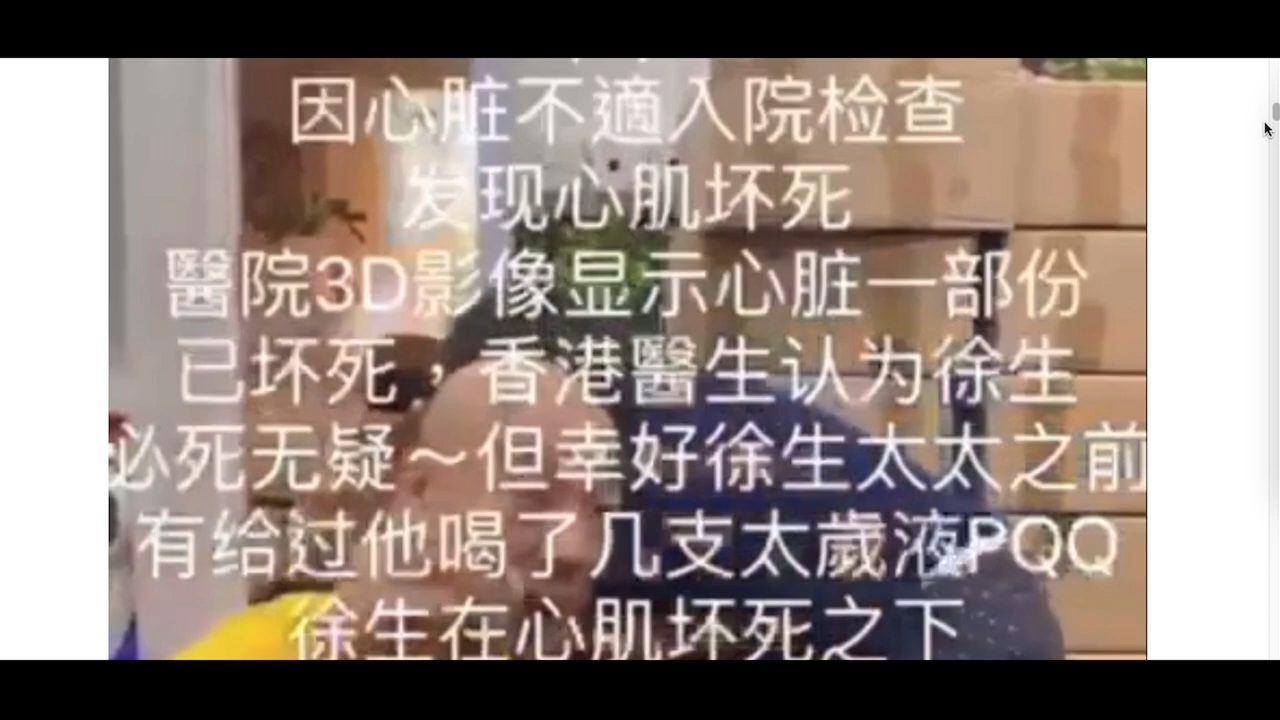 因心脏不適入院检查
发现心肌坏死
醫院3D影像显示心脏一部份
已坏死，香港醫生认为徐生
必死无疑～但幸好徐生太太之前
有给过他喝了几支太歲液PQQ
徐生在心肌坏死之下